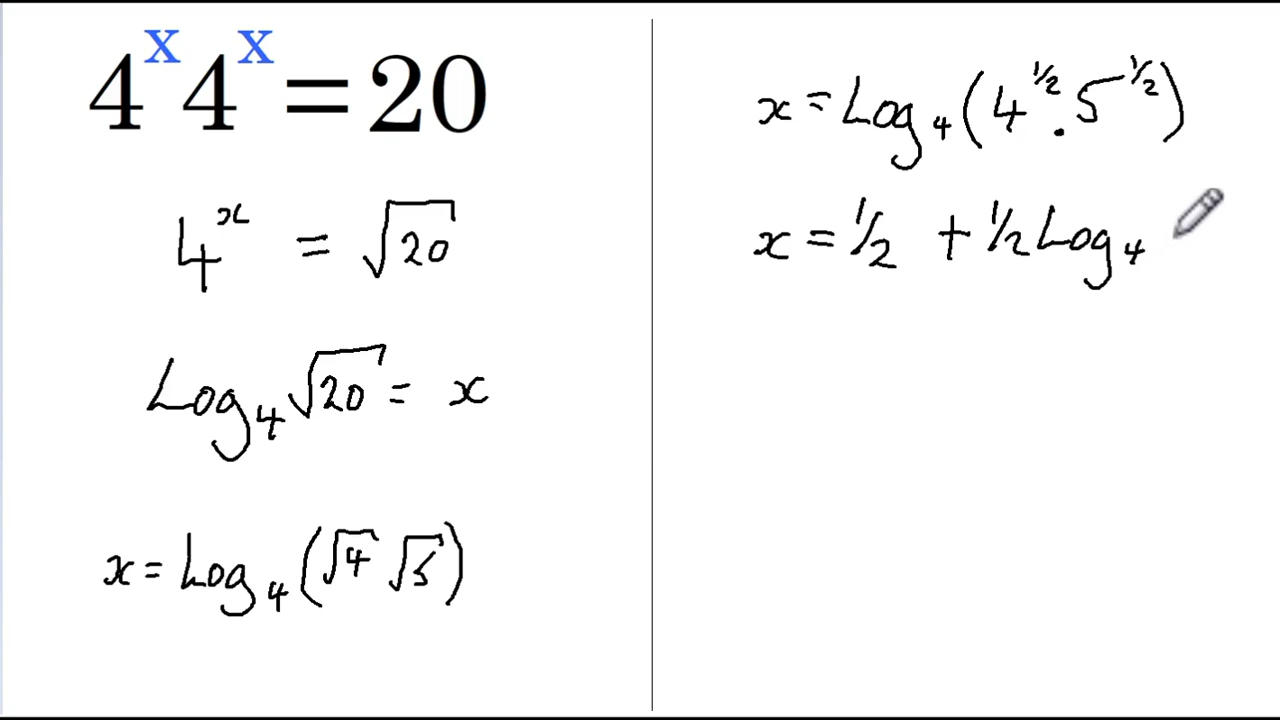 4^x 4^x = 20
4^x = √20
Log₄ √20 = x
x = Log₄ (√4 √5)
x = Log₄ (4^½ . 5^½)
x = ½ + ½ Log₄